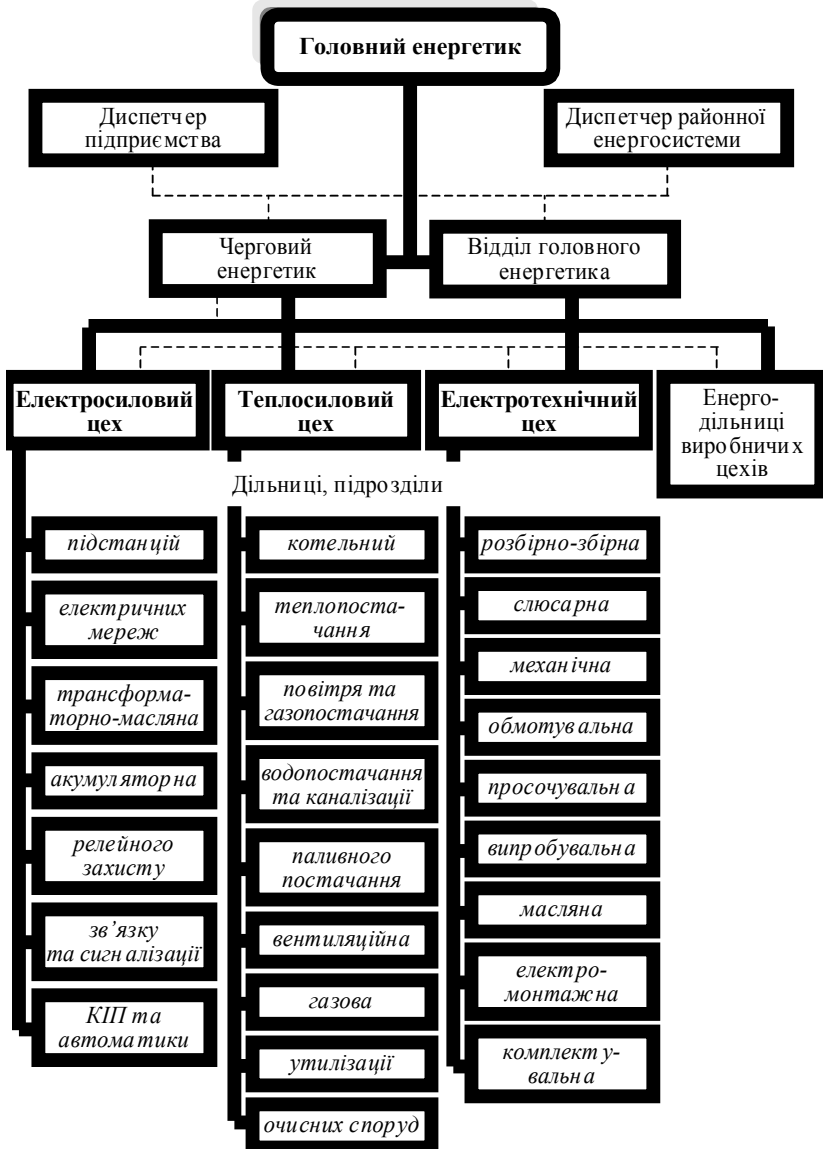 Головний енергетик
Диспетчер
підприємства
Диспетчер районної
енергосистеми
Черговий
енергетик
Відділ головного
енергетика
Електросиловий
цех
Теплосиловий
цех
Електротехнічний
цех
Енерго-
дільниці
виробничих
цехів
Дільниці, підрозділи
підстанцій
електричних
мереж
трансформа-
торно-масляна
акумуляторна
релейного
захисту
зв’язку
та сигналізації
КІП та
автоматики
котельний
теплопоста-
чання
повітря та
газопостачання
водопостачання
та каналізації
паливного
постачання
вентиляційна
газова
утилізації
очисних споруд
розбірно-збірна
слюсарна
механічна
обмотувальна
просочувальна
випробувальна
масляна
електро-
монтажна
комплекту-
вальна